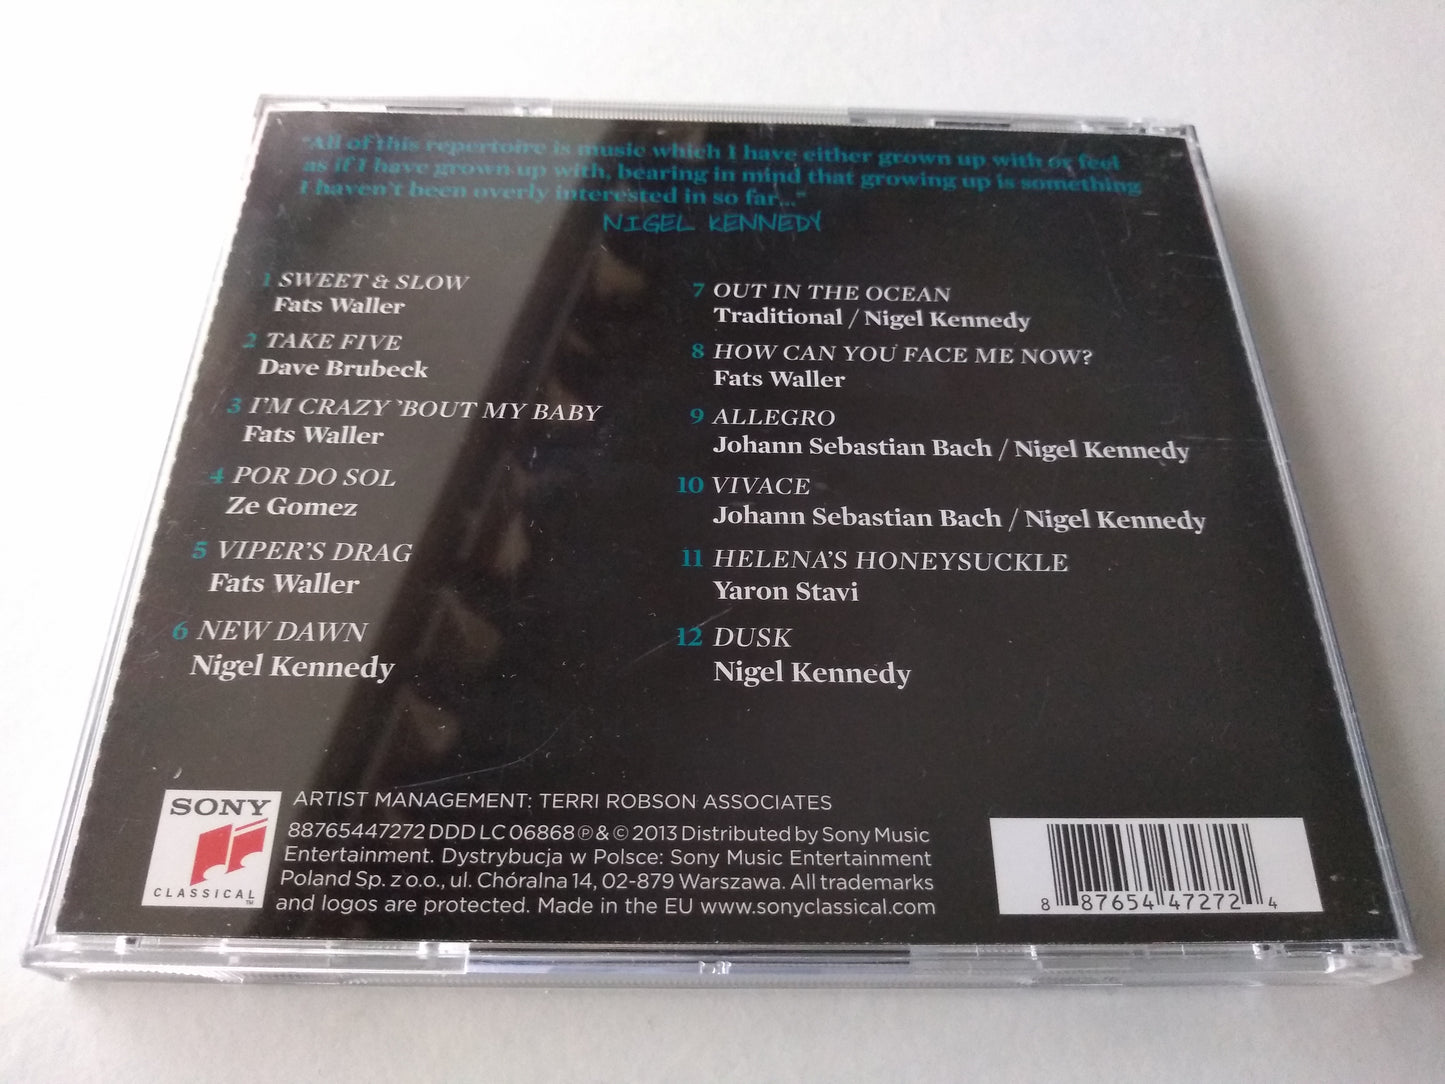 "All of this repertoire is music which I have either grown up with or feel
as if I have grown up with, bearing in mind that growing up is something
I haven't been overly interested in so far..."
NIGEL KENNEDY
1 SWEET & SLOW
Fats Waller
2 TAKE FIVE
Dave Brubeck
3 I'M CRAZY 'BOUT MY BABY
Fats Waller
4 POR DO SOL
Ze Gomez
5 VIPER'S DRAG
Fats Waller
6 NEW DAWN
Nigel Kennedy
7 OUT IN THE OCEAN
Traditional / Nigel Kennedy
8 HOW CAN YOU FACE ME NOW?
Fats Waller
9 ALLEGRO
Johann Sebastian Bach / Nigel Kennedy
10 VIVACE
Johann Sebastian Bach / Nigel Kennedy
11 HELENA'S HONEYSUCKLE
Yaron Stavi
12 DUSK
Nigel Kennedy
SONY
CLASSICAL™
ARTIST MANAGEMENT: TERRI ROBSON ASSOCIATES
88765447272 DDD LC 06868 ℗ & © 2013 Distributed by Sony Music
Entertainment. Dystrybucja w Polsce: Sony Music Entertainment
Poland Sp. z o.o., ul. Chóralna 14, 02-879 Warszawa. All trademarks
and logos are protected. Made in the EU www.sonyclassical.com
8 87654 47272 4